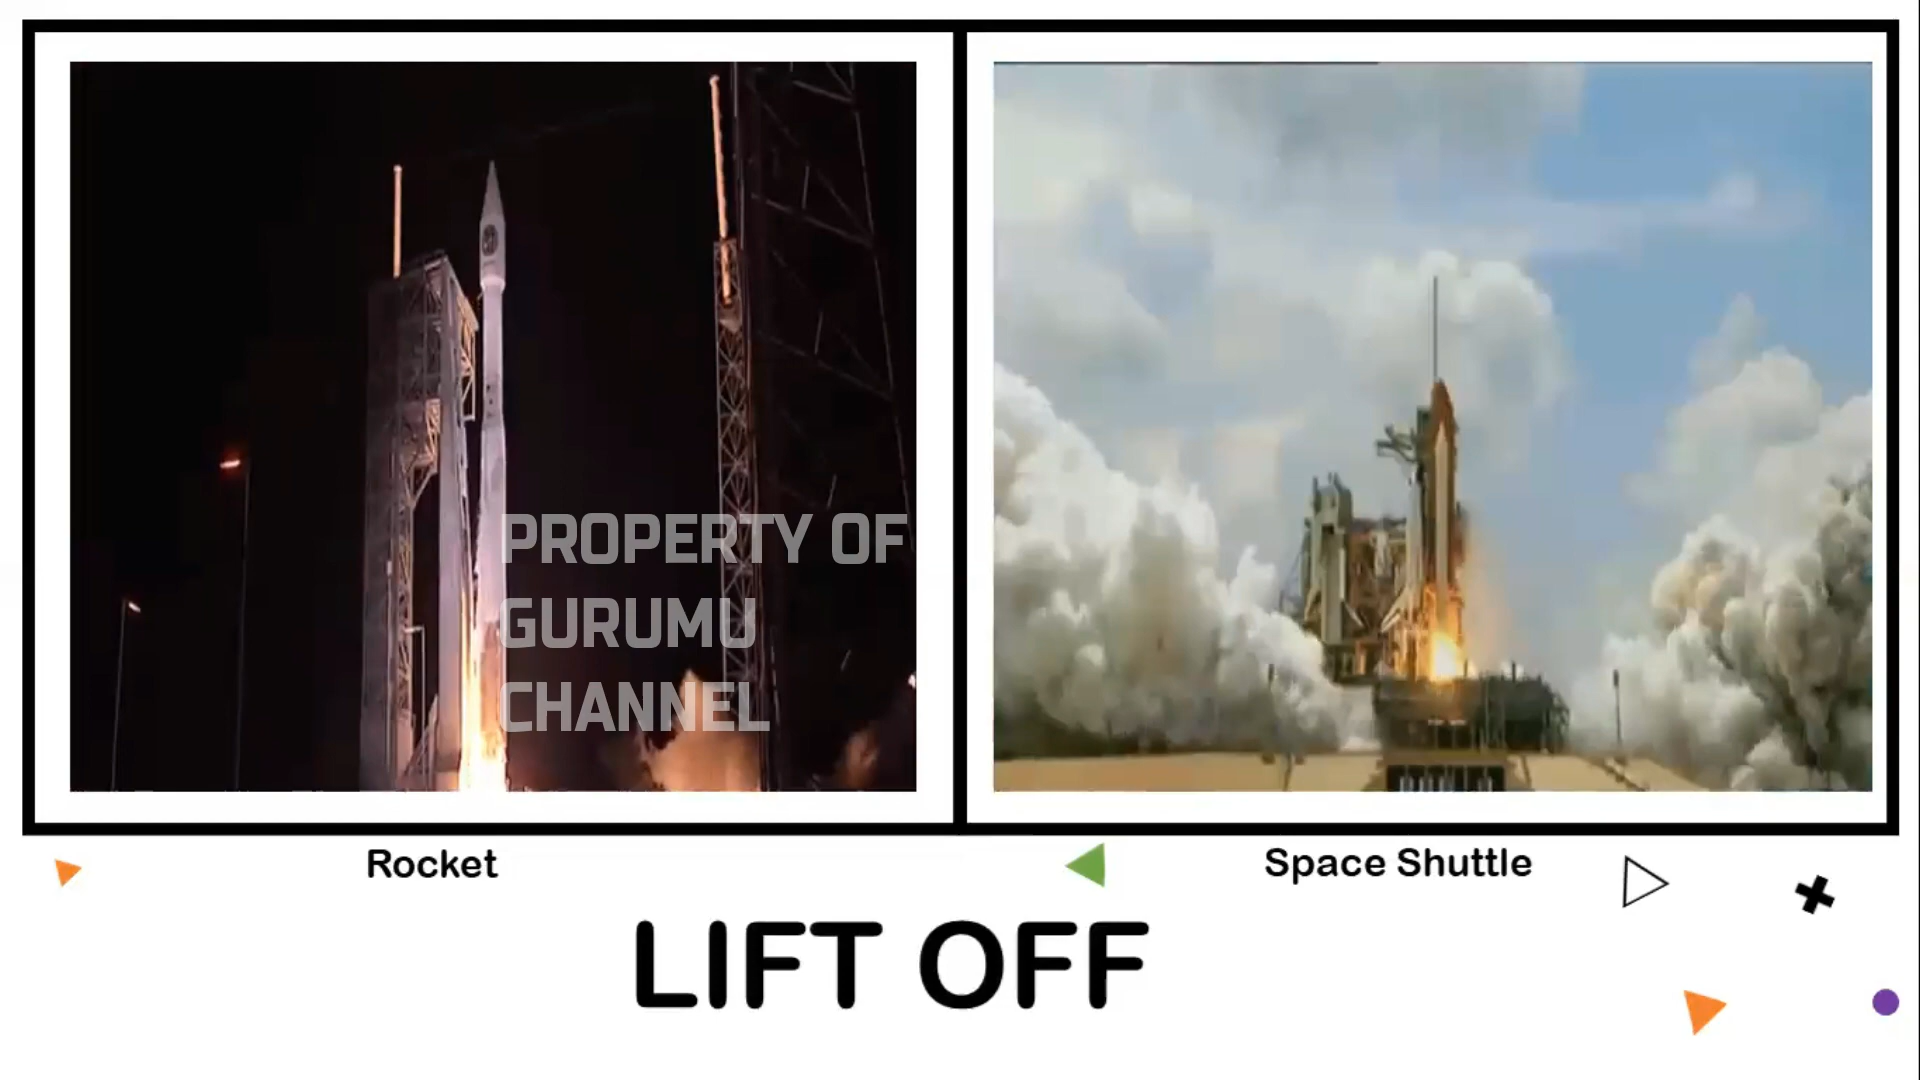 PROPERTY OF
GURUMU
CHANNEL
Rocket
Space Shuttle
LIFT OFF